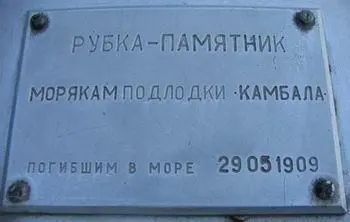 РУБКА-ПАМЯТНИК
МОРЯКАМ ПОДЛОДКИ ·КАМБАЛА·
ПОГИБШИМ В МОРЕ 29 05 1909